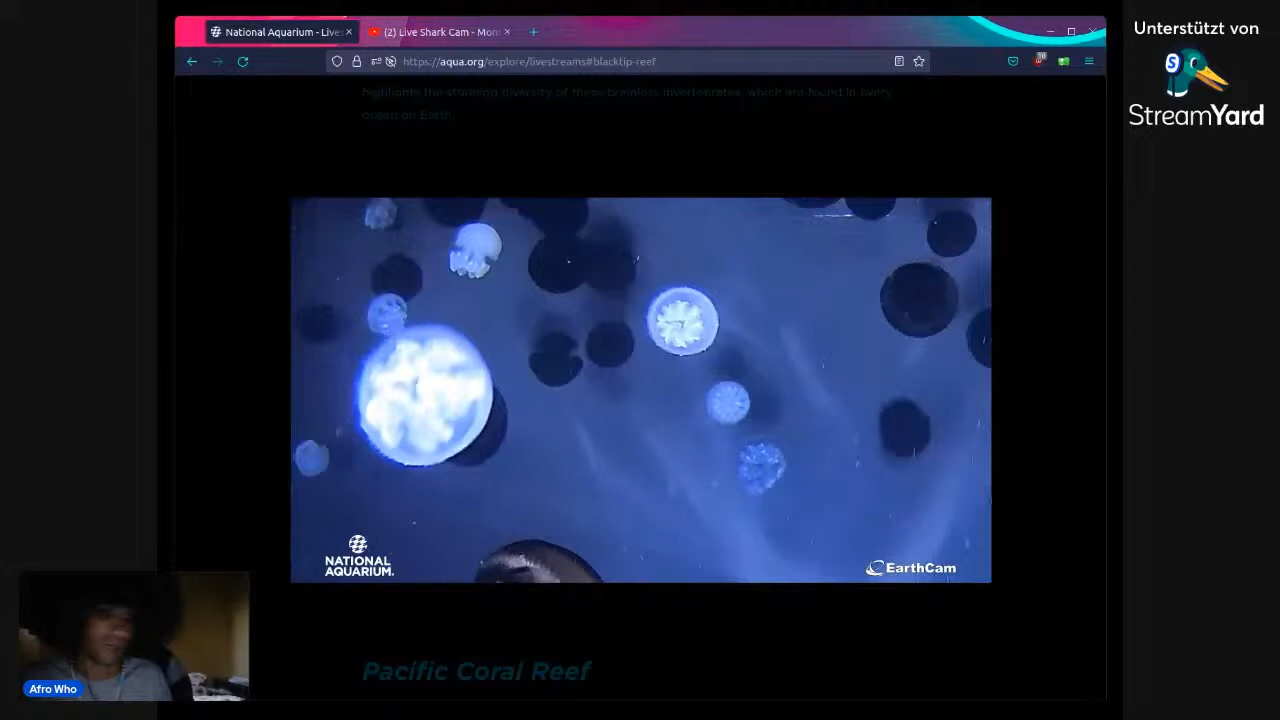 National Aquarium - Live
(2) Live Shark Cam - Mon
https://aqua.org/explore/livestreams#blacktip-reef
highlights the stunning diversity of these brainless invertebrates, which are found in every
ocean on Earth.
NATIONAL
AQUARIUM.
EarthCam
Pacific Coral Reef
Afro Who
Unterstützt von
S
StreamYard